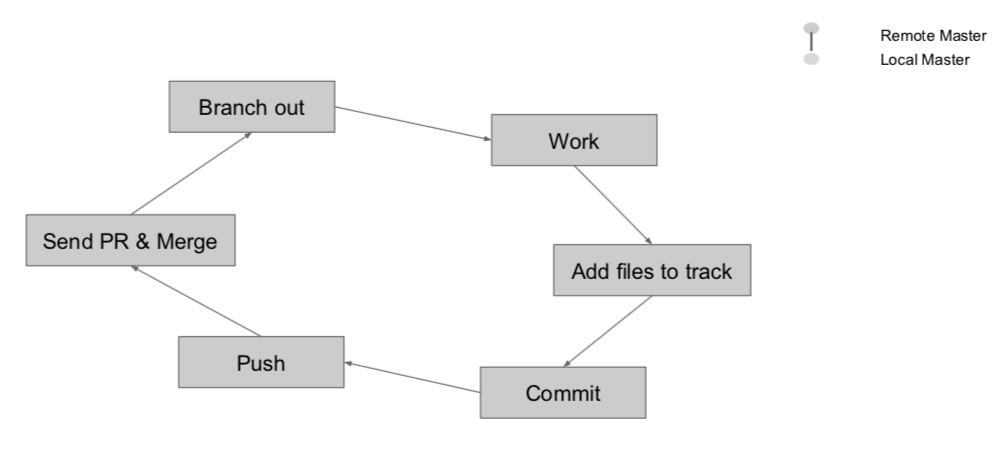 Remote Master
Local Master
Branch out
Work
Send PR & Merge
Add files to track
Push
Commit